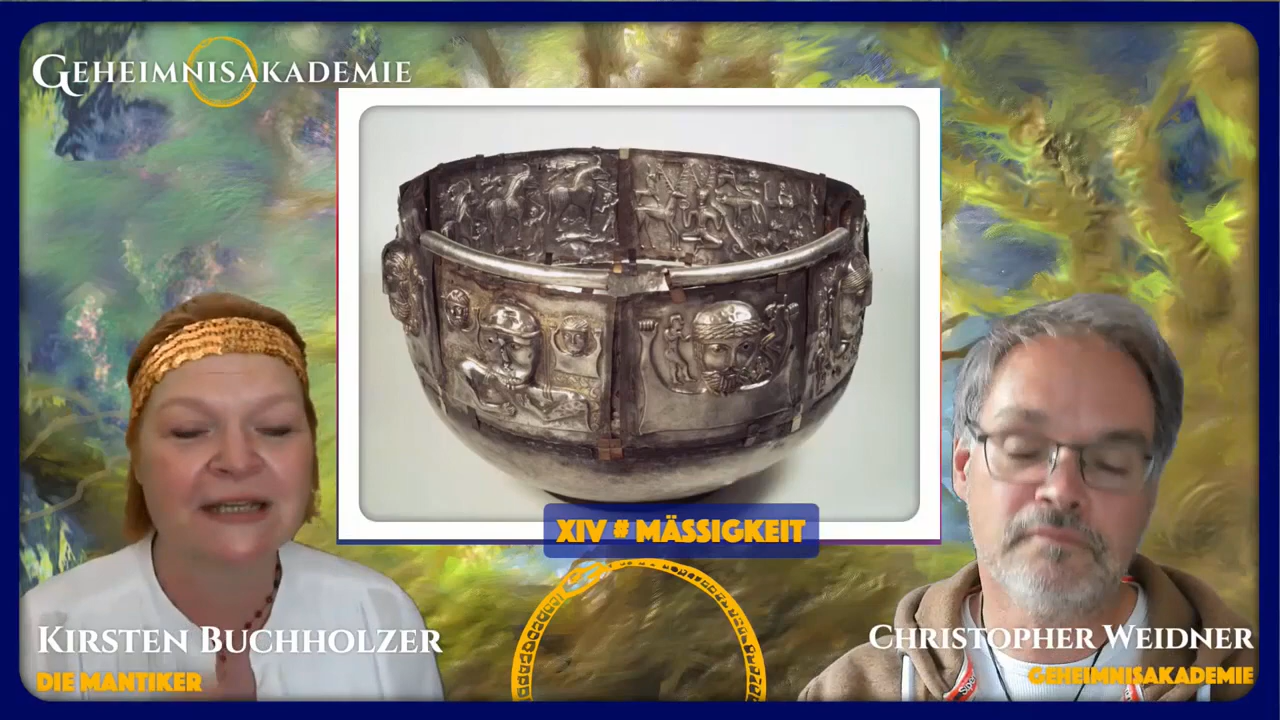 GEHEIMNISAKADEMIE
XIV # MÄSSIGKEIT
KIRSTEN BUCHHOLZER
DIE MANTIKER
CHRISTOPHER WEIDNER
GEHEIMNISAKADEMIE